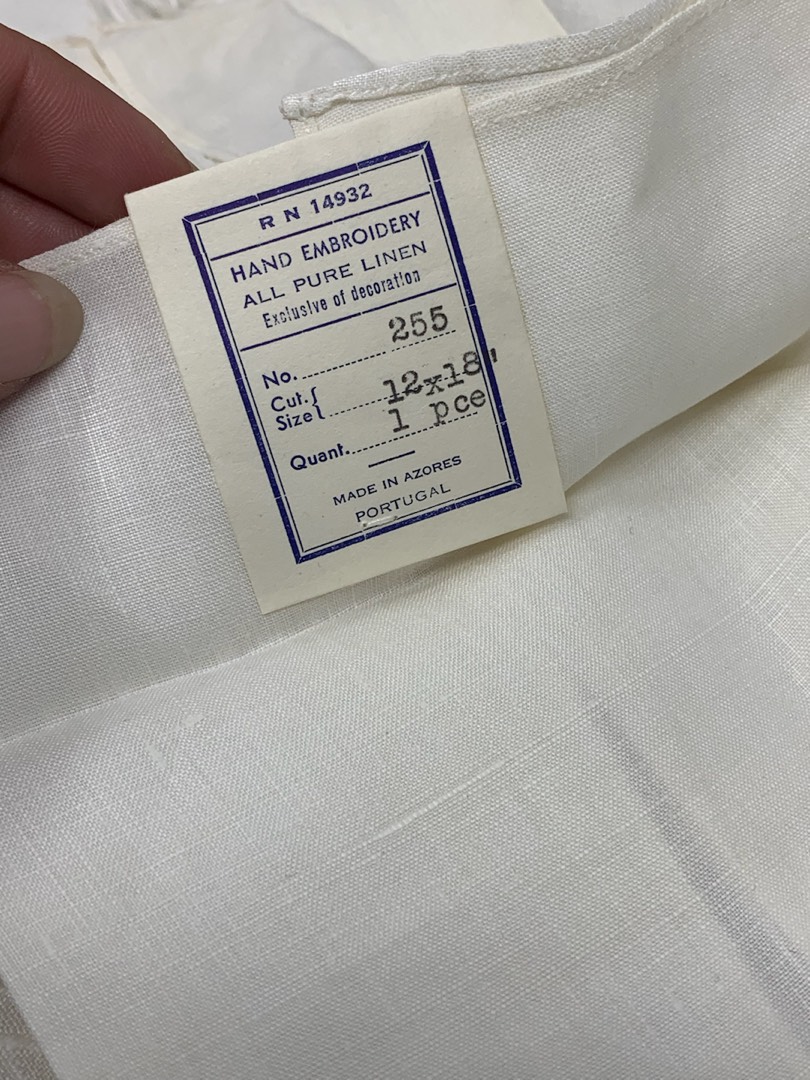 RN 14932
HAND EMBROIDERY
ALL PURE LINEN
Exclusive of decoration
No. 255
Cut. Size { 12x18"
Quant. 1 pce
MADE IN AZORES
PORTUGAL